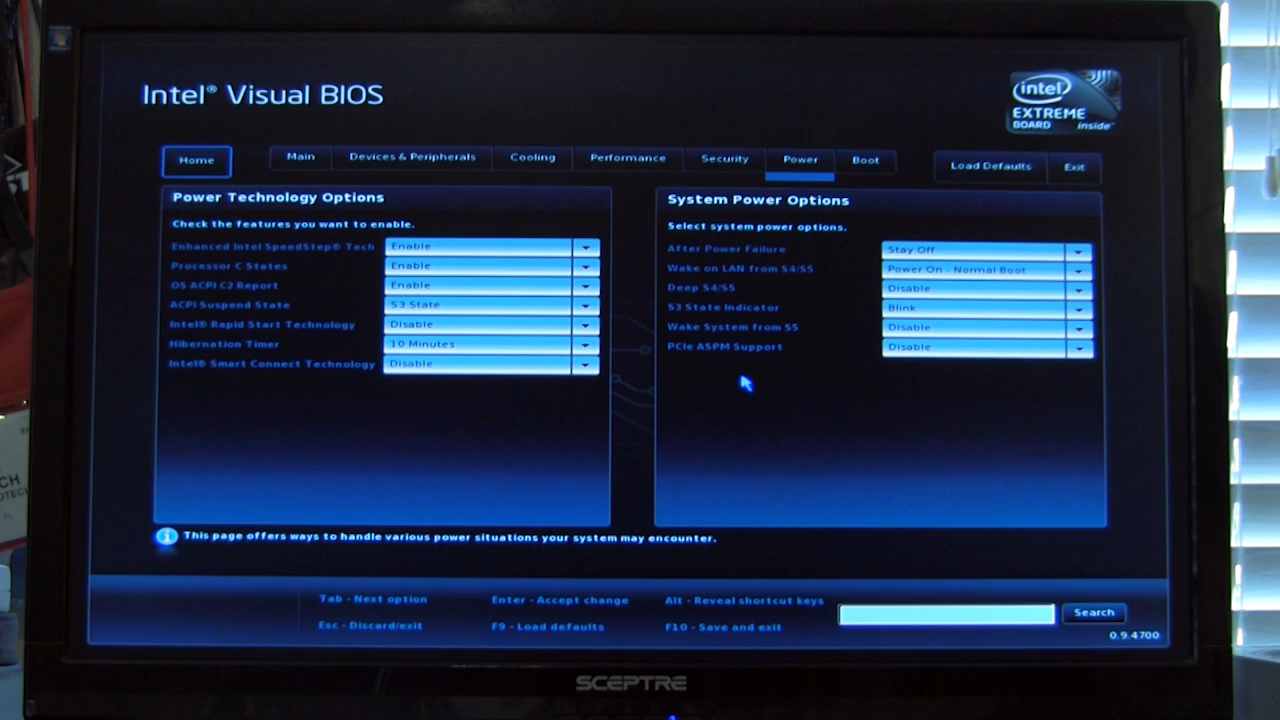 Intel® Visual BIOS
intel
EXTREME
BOARD inside™
Home Main Devices & Peripherals Cooling Performance Security Power Boot Load Defaults Exit
Power Technology Options
Check the features you want to enable.
Enhanced Intel SpeedStep® Tech Enable
Processor C States Enable
OS ACPI C2 Report Enable
ACPI Suspend State S3 State
Intel® Rapid Start Technology Disable
Hibernation Timer 10 Minutes
Intel® Smart Connect Technology Disable
System Power Options
Select system power options.
After Power Failure Stay Off
Wake on LAN from S4/S5 Power On - Normal Boot
Deep S4/S5 Disable
S3 State Indicator Blink
Wake System from S5 Disable
PCIe ASPM Support Disable
This page offers ways to handle various power situations your system may encounter.
Tab - Next option Enter - Accept change Alt - Reveal shortcut keys
Esc - Discard/exit F9 - Load defaults F10 - Save and exit
Search
0.9.4700
SCEPTRE